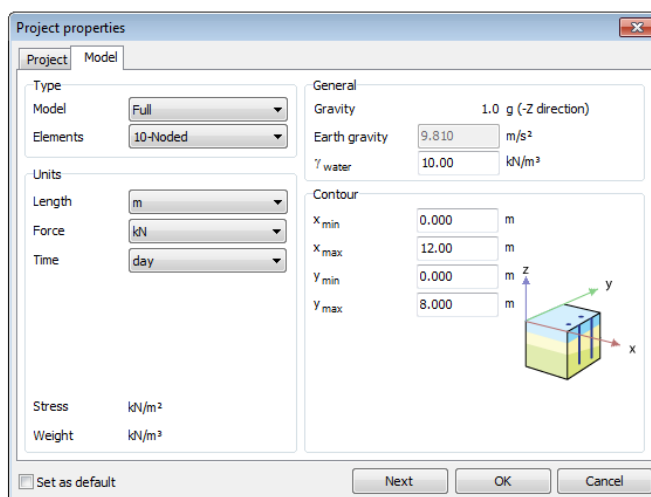 Project properties
Project Model
Type
Model Full
Elements 10-Noded
Units
Length m
Force kN
Time day
Stress kN/m²
Weight kN/m³
General
Gravity 1.0 g (-Z direction)
Earth gravity 9.810 m/s²
γ water 10.00 kN/m³
Contour
x min 0.000 m
x max 12.00 m
y min 0.000 m
y max 8.000 m
z
y
x
Set as default Next OK Cancel